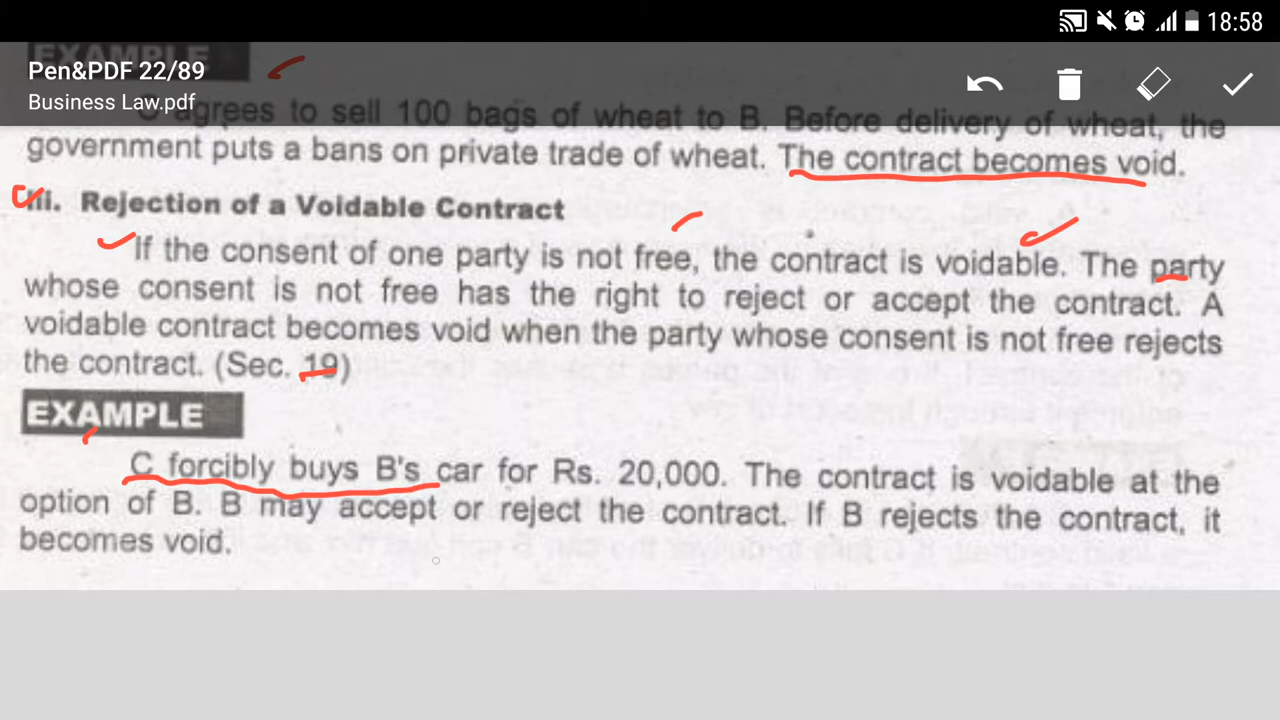 18:58
EXAMPLE
Pen&PDF 22/89
Business Law.pdf
C agrees to sell 100 bags of wheat to B. Before delivery of wheat, the
government puts a bans on private trade of wheat. The contract becomes void.
iii. Rejection of a Voidable Contract
If the consent of one party is not free, the contract is voidable. The party
whose consent is not free has the right to reject or accept the contract. A
voidable contract becomes void when the party whose consent is not free rejects
the contract. (Sec. 19)
EXAMPLE
C forcibly buys B's car for Rs. 20,000. The contract is voidable at the
option of B. B may accept or reject the contract. If B rejects the contract, it
becomes void.